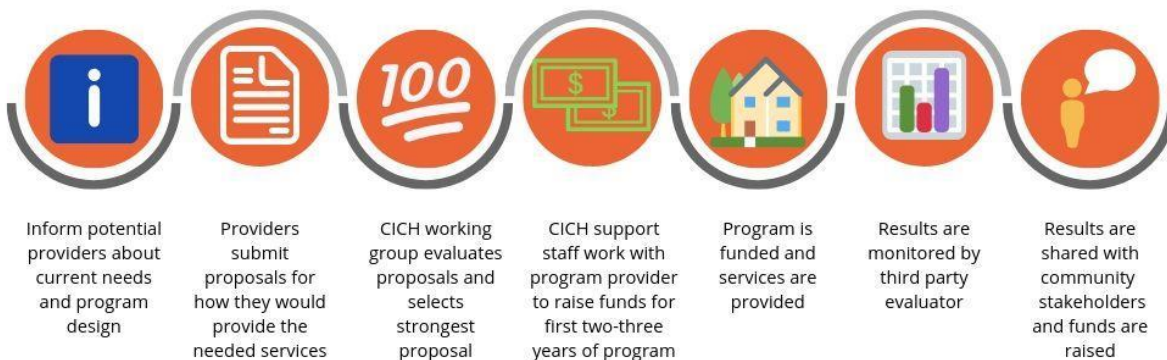 i
100
$
$
Inform potential
providers about
current needs
and program
design
Providers
submit
proposals for
how they would
provide the
needed services
CICH working
group evaluates
proposals and
selects
strongest
proposal
CICH support
staff work with
program provider
to raise funds for
first two-three
years of program
Program is
funded and
services are
provided
Results are
monitored by
third party
evaluator
Results are
shared with
community
stakeholders
and funds are
raised